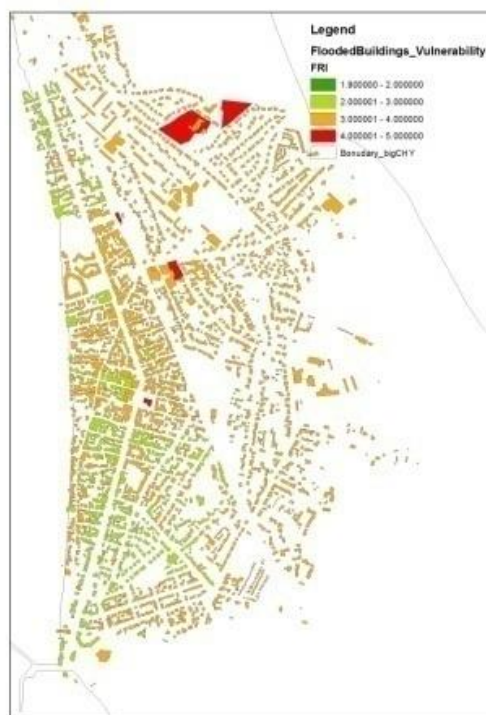 Legend
FloodedBuildings_Vulnerability
FRI
1.900000 - 2.000000
2.000001 - 3.000000
3.000001 - 4.000000
4.000001 - 5.000000
Bonudary_bigCHY